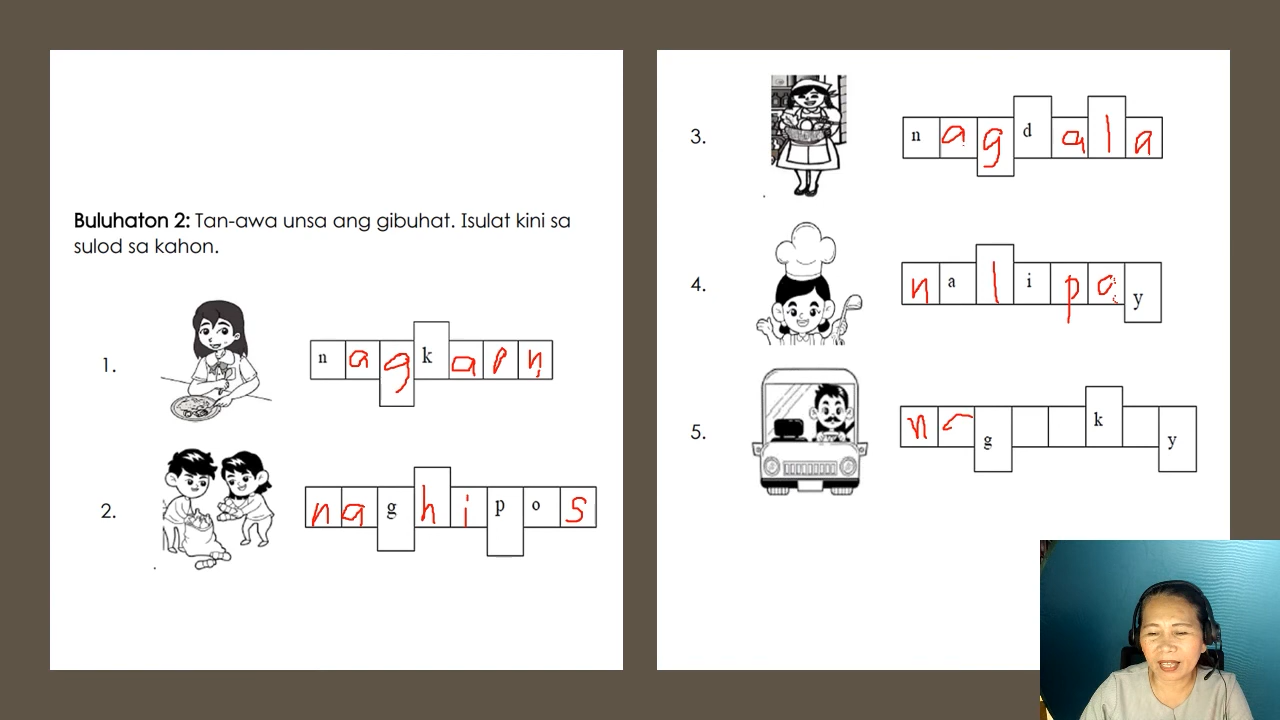 Buluhaton 2: Tan-awa unsa ang gibuhat. Isulat kini sa
sulod sa kahon.
1.
n a g k a o n
2.
n a g h i p o s
3.
n a g d a l a
4.
n a l i p a y
5.
n a g k y